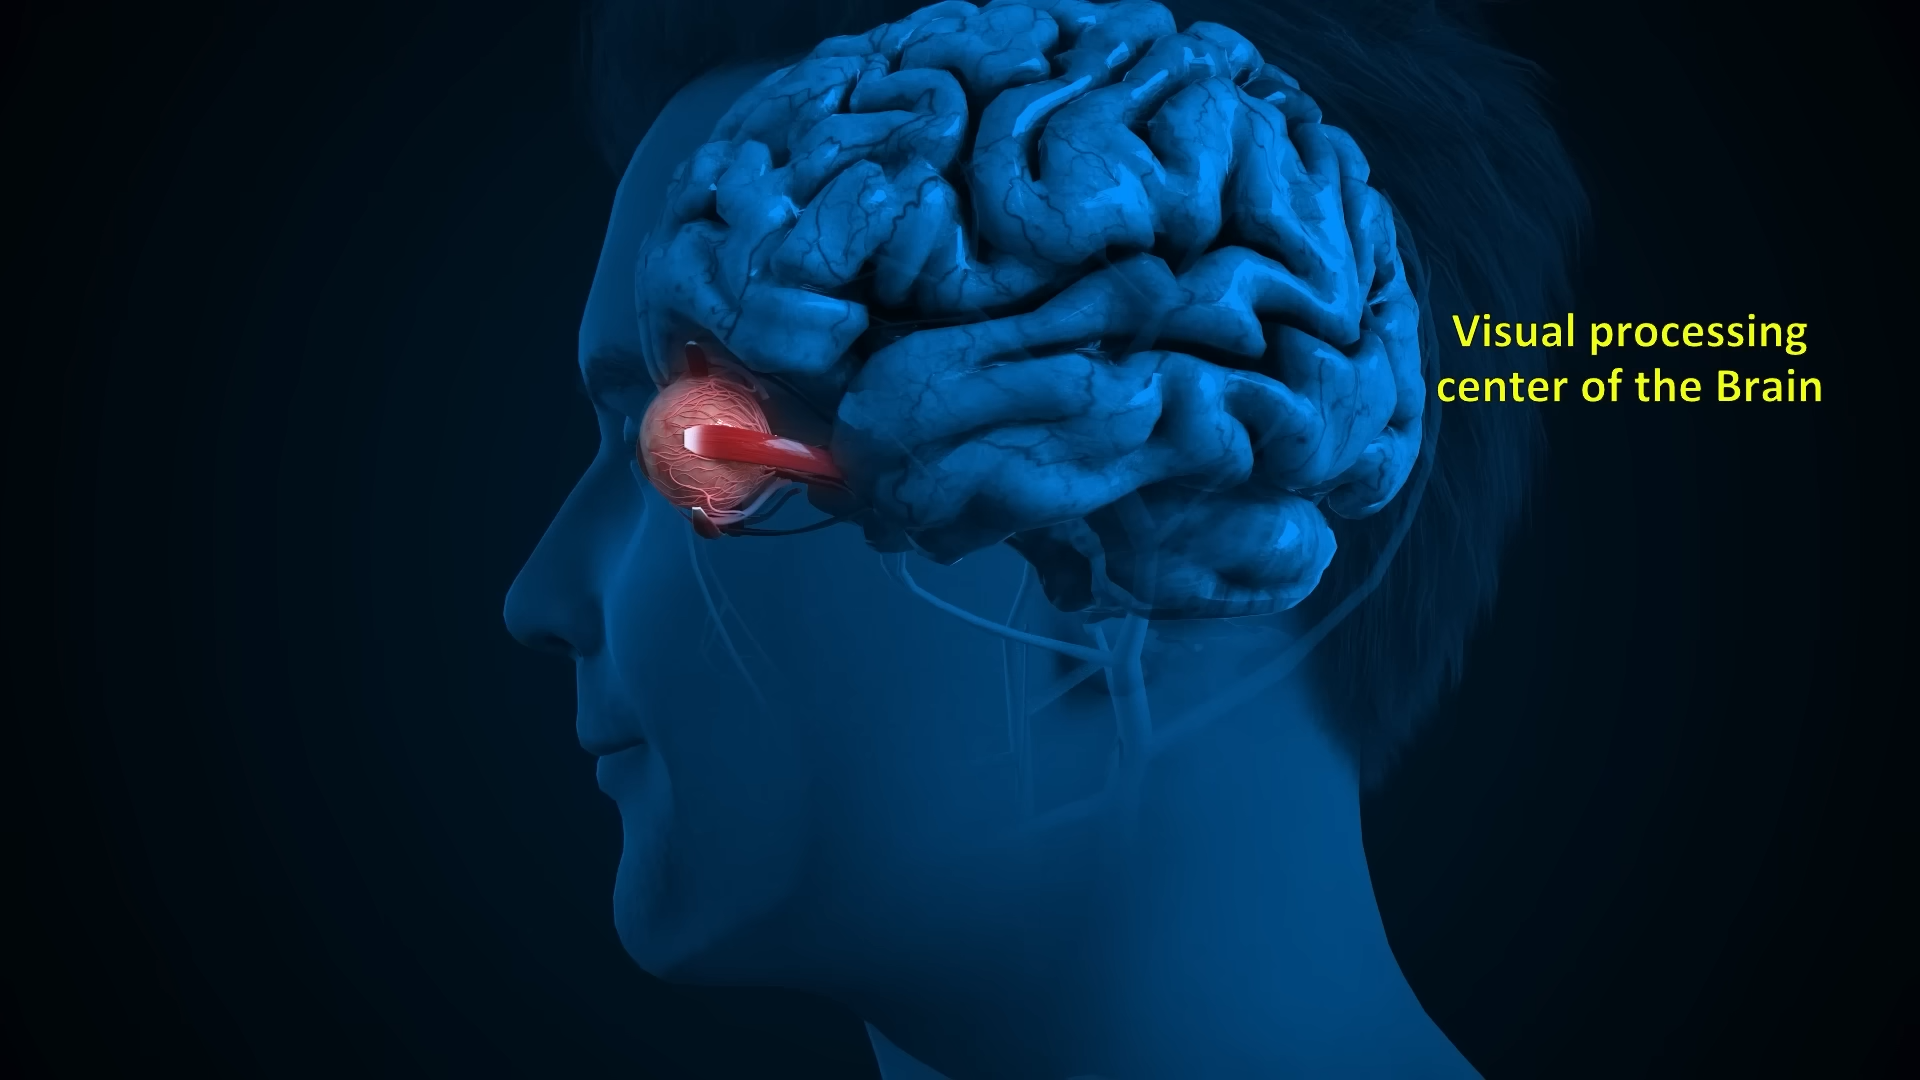 Visual processing
center of the Brain